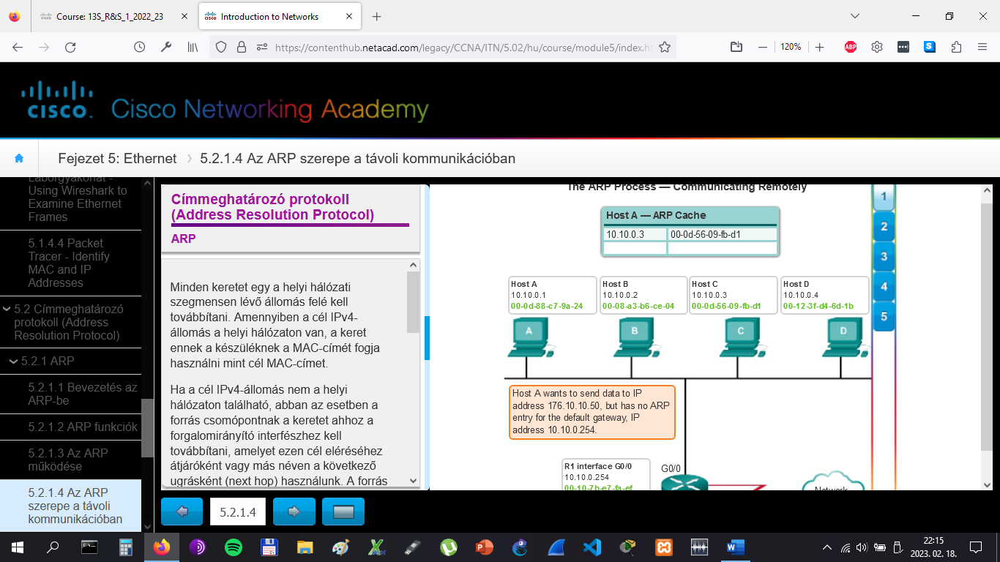 Course: 13S_R&S_1_2022_23
Introduction to Networks
https://contenthub.netacad.com/legacy/CCNA/ITN/5.02/hu/course/module5/index.h
120%
ABP
CISCO
Cisco Networking Academy
Fejezet 5: Ethernet
5.2.1.4 Az ARP szerepe a távoli kommunikációban
Laborgyakorlat -
Using Wireshark to
Examine Ethernet
Frames
5.1.4.4 Packet
Tracer - Identify
MAC and IP
Addresses
5.2 Címmeghatározó
protokoll (Address
Resolution Protocol)
5.2.1 ARP
5.2.1.1 Bevezetés az
ARP-be
5.2.1.2 ARP funkciók
5.2.1.3 Az ARP
működése
5.2.1.4 Az ARP
szerepe a távoli
kommunikációban
Címmeghatározó protokoll
(Address Resolution Protocol)
ARP
Minden keretet egy a helyi hálózati
szegmensen lévő állomás felé kell
továbbítani. Amennyiben a cél IPv4-
állomás a helyi hálózaton van, a keret
ennek a készüléknek a MAC-címét fogja
használni mint cél MAC-címet.
Ha a cél IPv4-állomás nem a helyi
hálózaton található, abban az esetben a
forrás csomópontnak a keretet ahhoz a
forgalomirányító interfészhez kell
továbbítani, amelyet ezen cél eléréséhez
átjáróként vagy más néven a következő
ugrásként (next hop) használunk. A forrás
The ARP Process — Communicating Remotely
Host A — ARP Cache
10.10.0.3 00-0d-56-09-fb-d1
Host A
10.10.0.1
00-0d-88-c7-9a-24
Host B
10.10.0.2
00-08-a3-b6-ce-04
Host C
10.10.0.3
00-0d-56-09-fb-d1
Host D
10.10.0.4
00-12-3f-d4-6d-1b
A
B
C
D
Host A wants to send data to IP
address 176.10.10.50, but has no ARP
entry for the default gateway, IP
address 10.10.0.254.
R1 interface G0/0
10.10.0.254
00-10-7b-e7-fa-ef
G0/0
Network
1
2
3
4
5
5.2.1.4
22:15
2023. 02. 18.